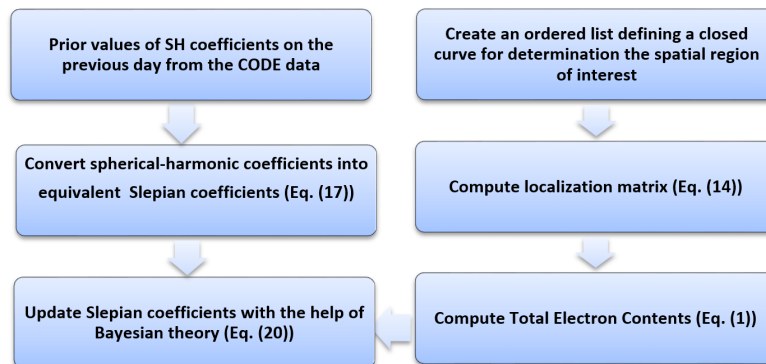 Prior values of SH coefficients on the
previous day from the CODE data
Create an ordered list defining a closed
curve for determination the spatial region
of interest
Convert spherical-harmonic coefficients into
equivalent Slepian coefficients (Eq. (17))
Compute localization matrix (Eq. (14))
Update Slepian coefficients with the help of
Bayesian theory (Eq. (20))
Compute Total Electron Contents (Eq. (1))